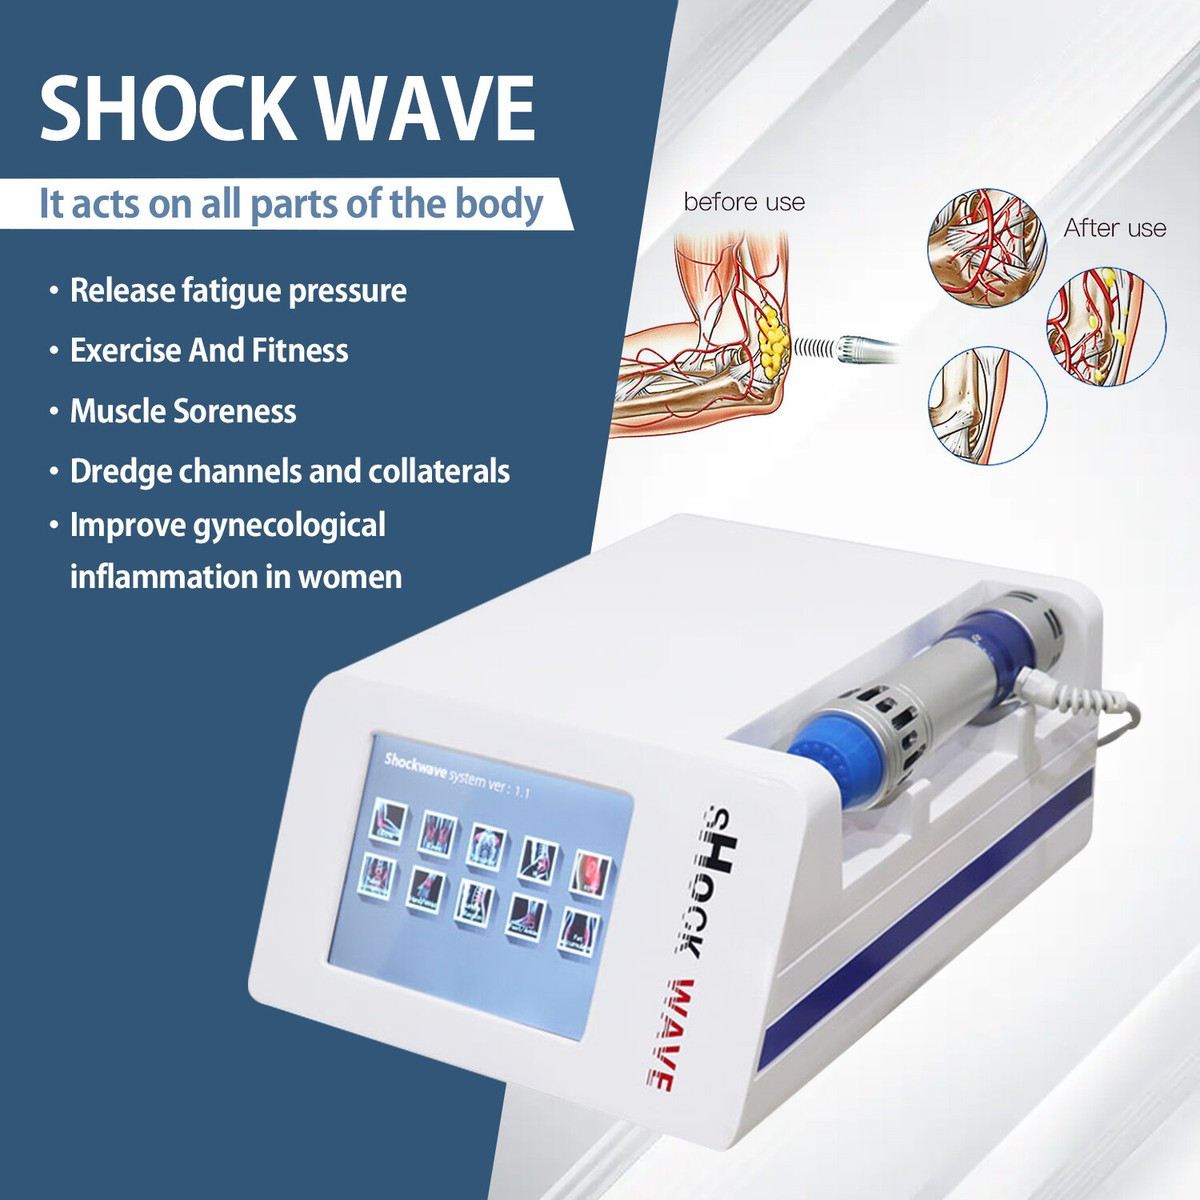 SHOCK WAVE
It acts on all parts of the body
• Release fatigue pressure
• Exercise And Fitness
• Muscle Soreness
• Dredge channels and collaterals
• Improve gynecological
inflammation in women
before use
After use
Shockwave system ver : 1.1
SHOCK WAVE